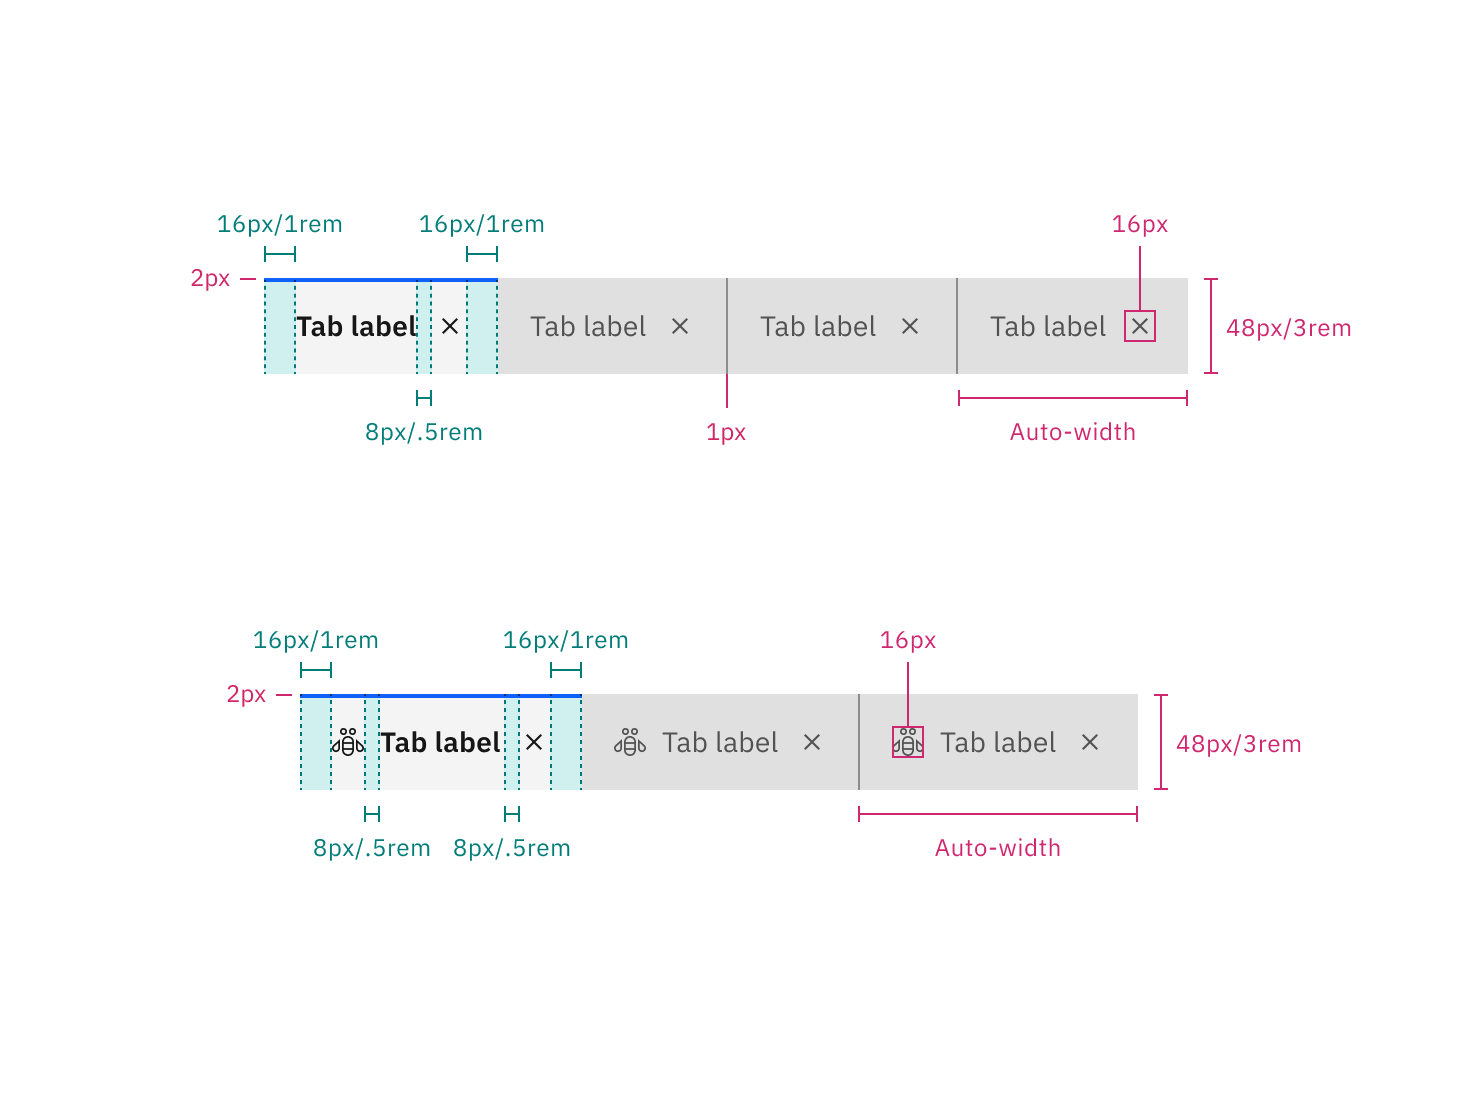 16px/1rem 16px/1rem 16px
2px
Tab label Tab label Tab label Tab label
48px/3rem
8px/.5rem 1px Auto-width
16px/1rem 16px/1rem 16px
2px
Tab label Tab label Tab label
48px/3rem
8px/.5rem 8px/.5rem Auto-width